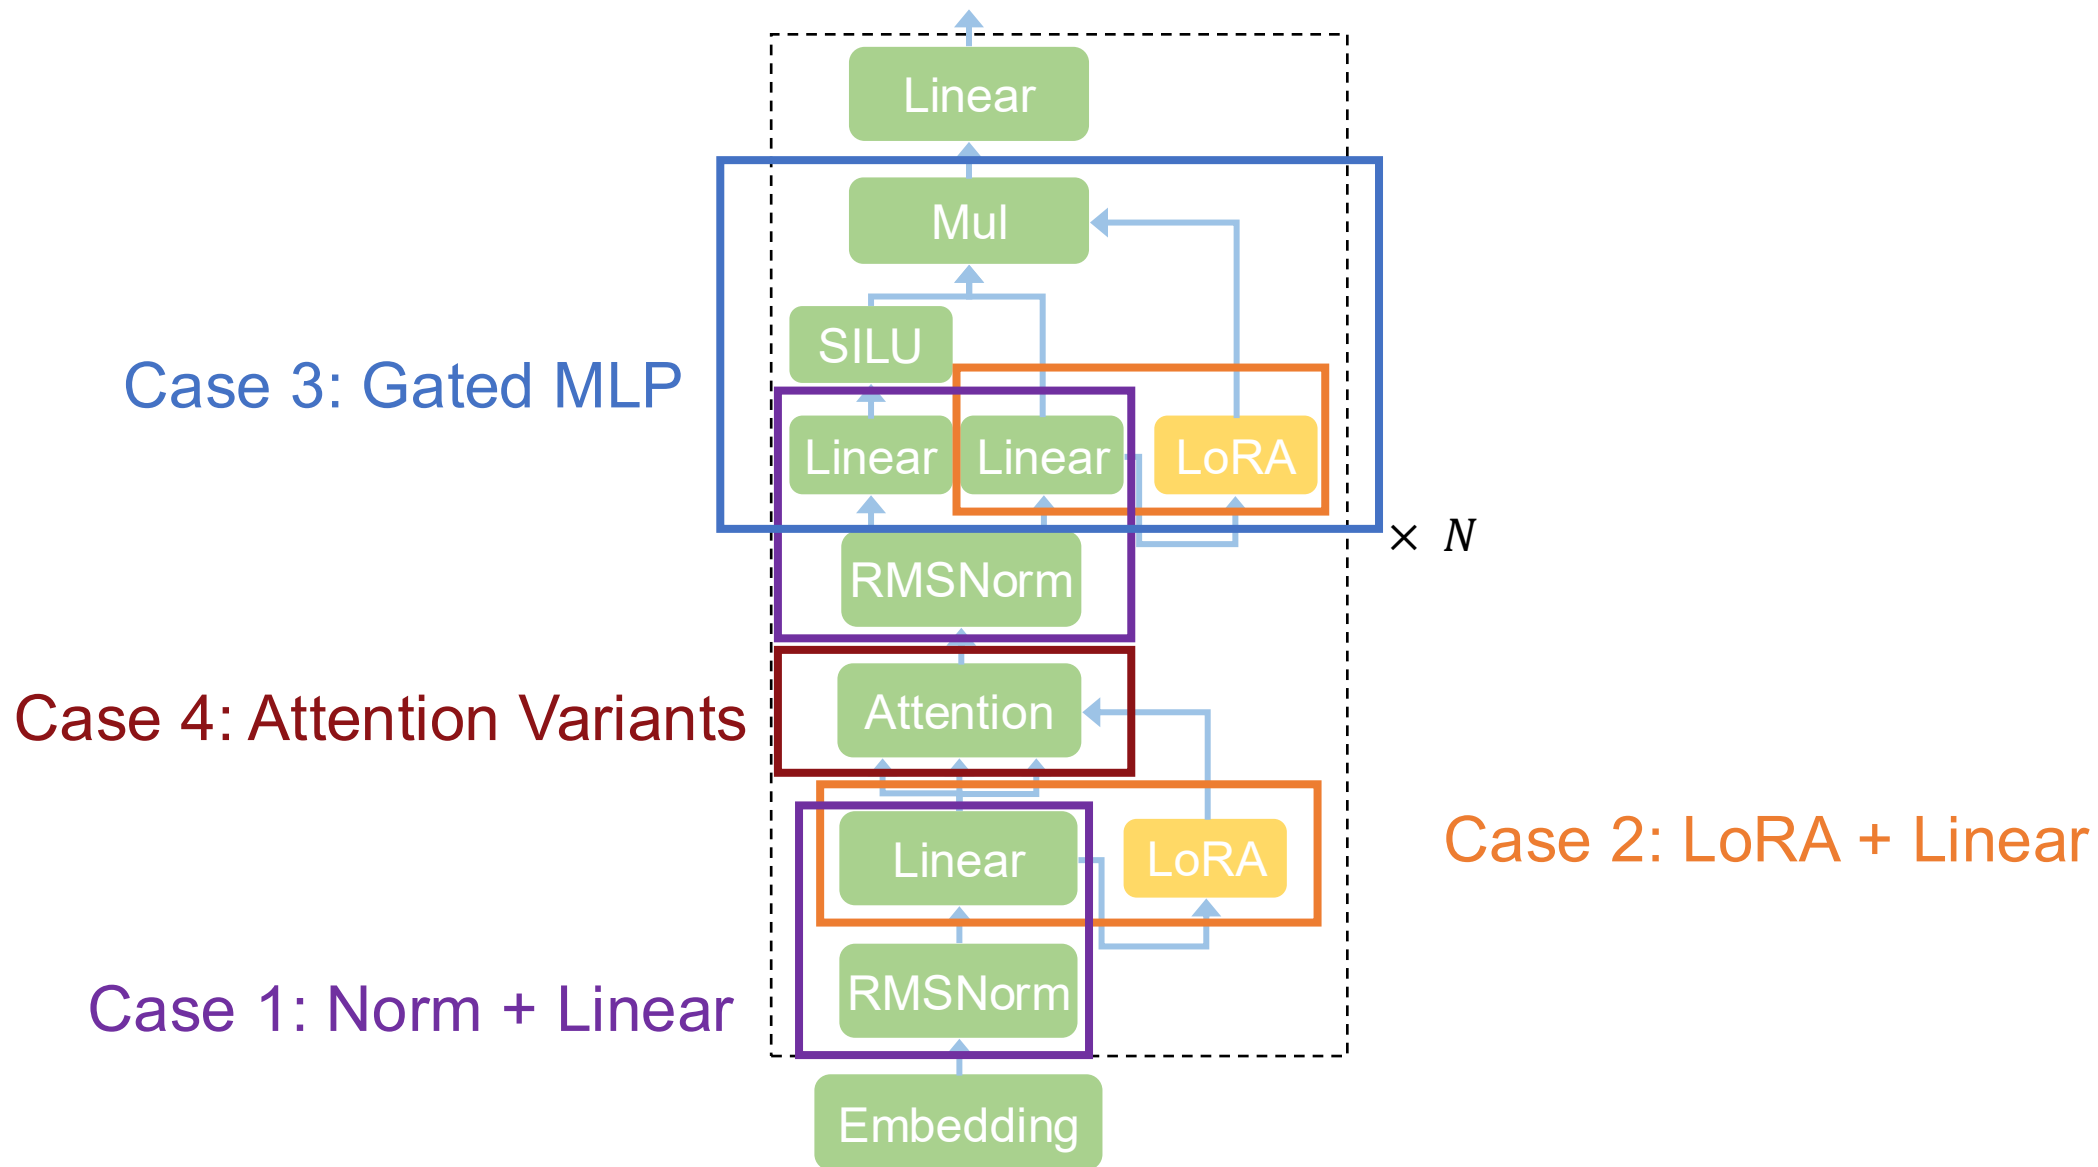 Linear
Mul
SILU
Case 3: Gated MLP
Linear
Linear
LoRA
× N
RMSNorm
Attention
Case 4: Attention Variants
Linear
LoRA
Case 2: LoRA + Linear
RMSNorm
Case 1: Norm + Linear
Embedding